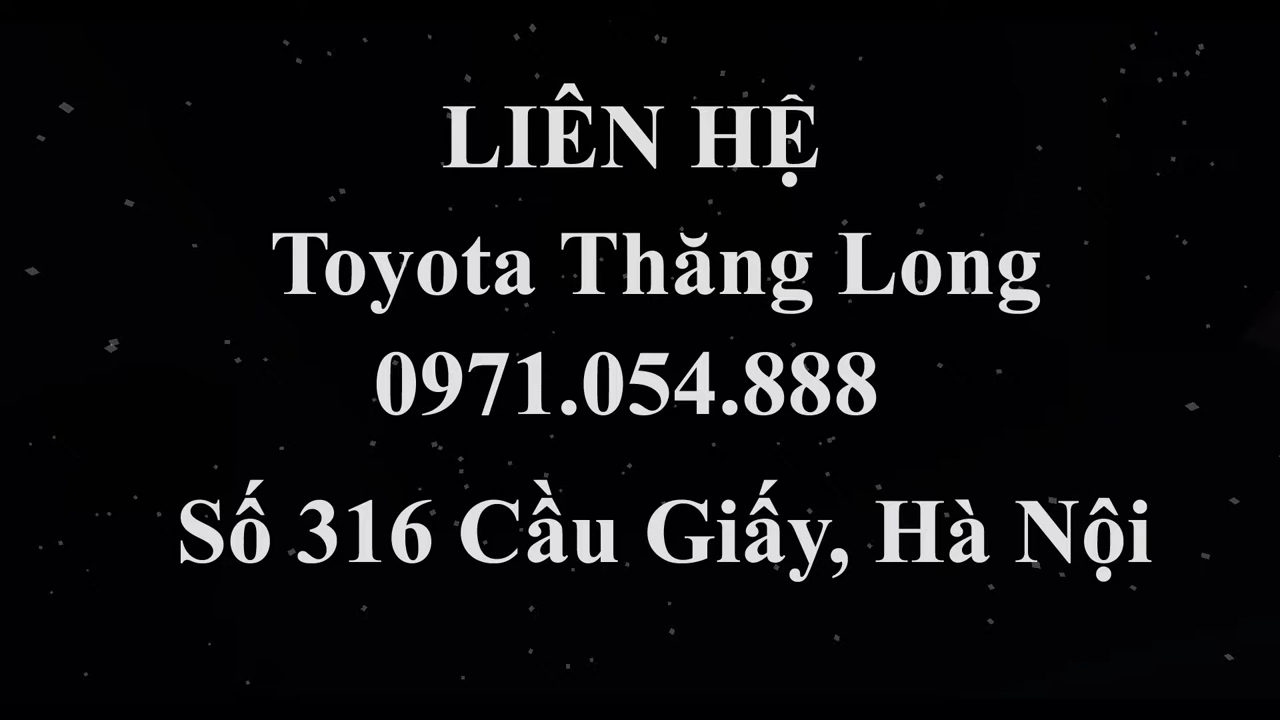 LIÊN HỆ
Toyota Thăng Long
0971.054.888
Số 316 Cầu Giấy, Hà Nội